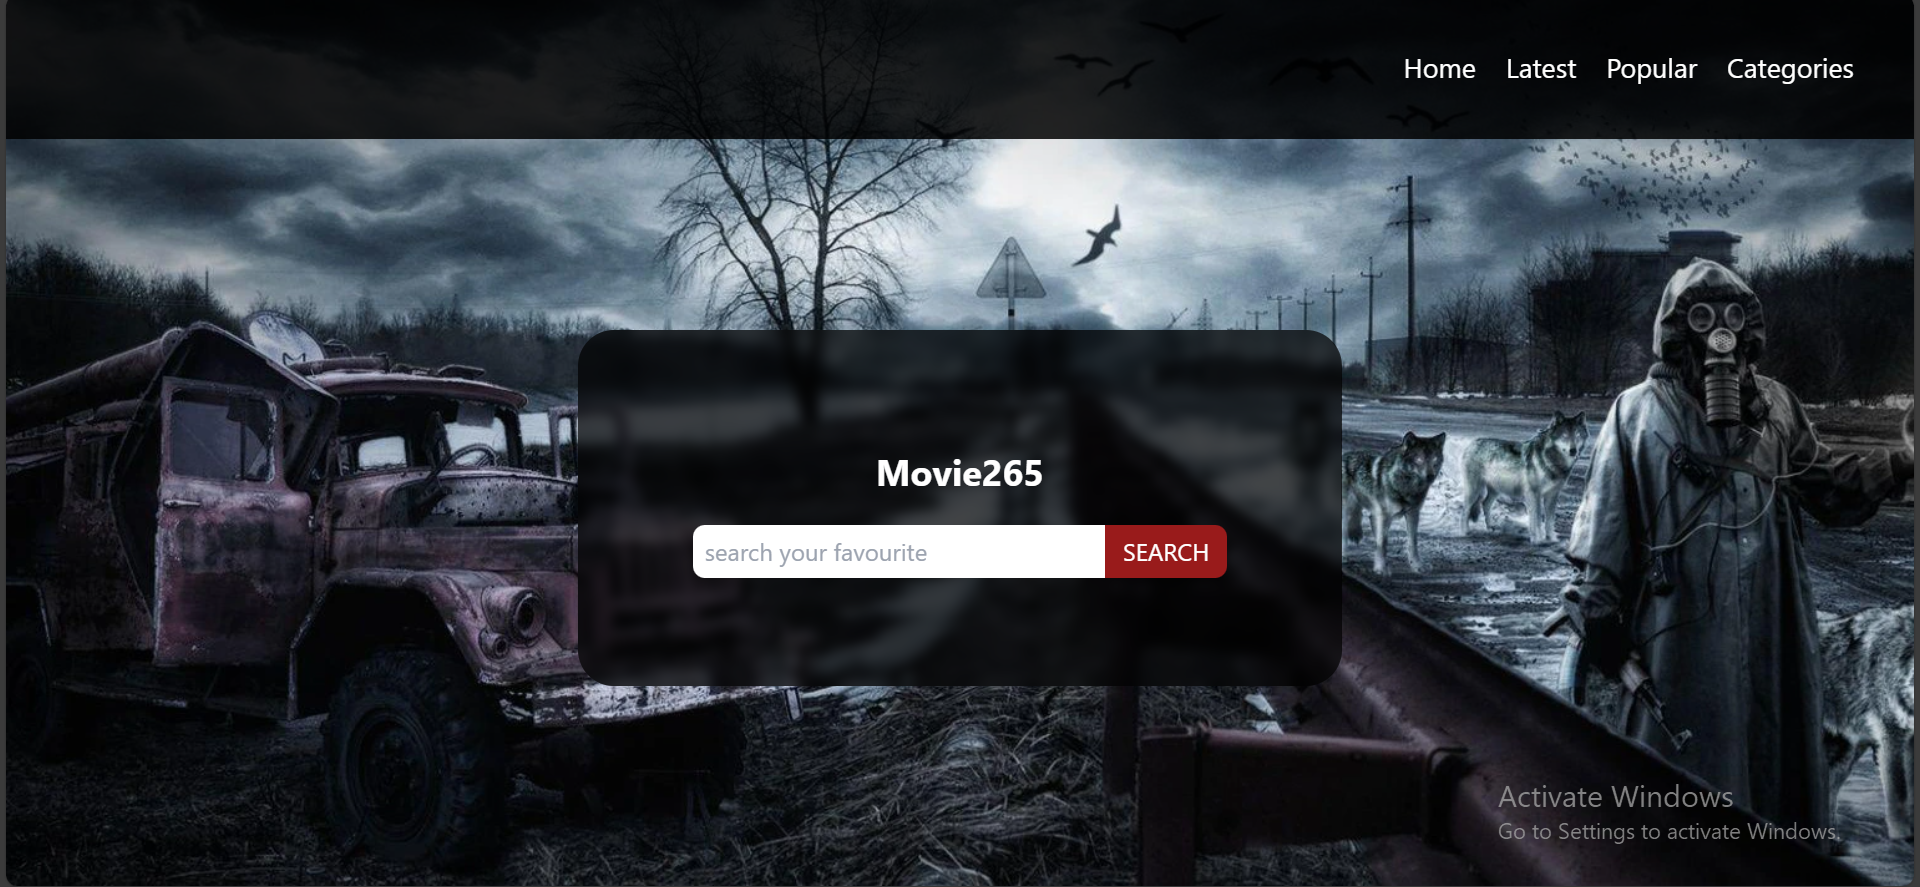 Home Latest Popular Categories
Movie265
search your favourite SEARCH
Activate Windows
Go to Settings to activate Windows.